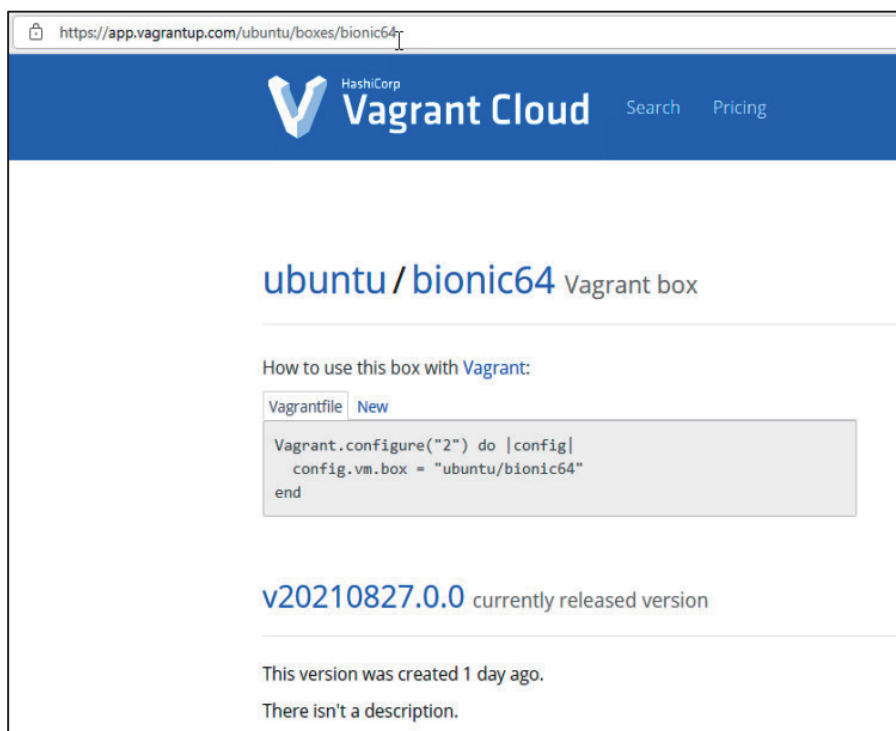 https://app.vagrantup.com/ubuntu/boxes/bionic64
HashiCorp
Vagrant Cloud Search Pricing
ubuntu / bionic64 Vagrant box
How to use this box with Vagrant:
Vagrantfile New
Vagrant.configure("2") do |config|
  config.vm.box = "ubuntu/bionic64"
end
v20210827.0.0 currently released version
This version was created 1 day ago.
There isn't a description.